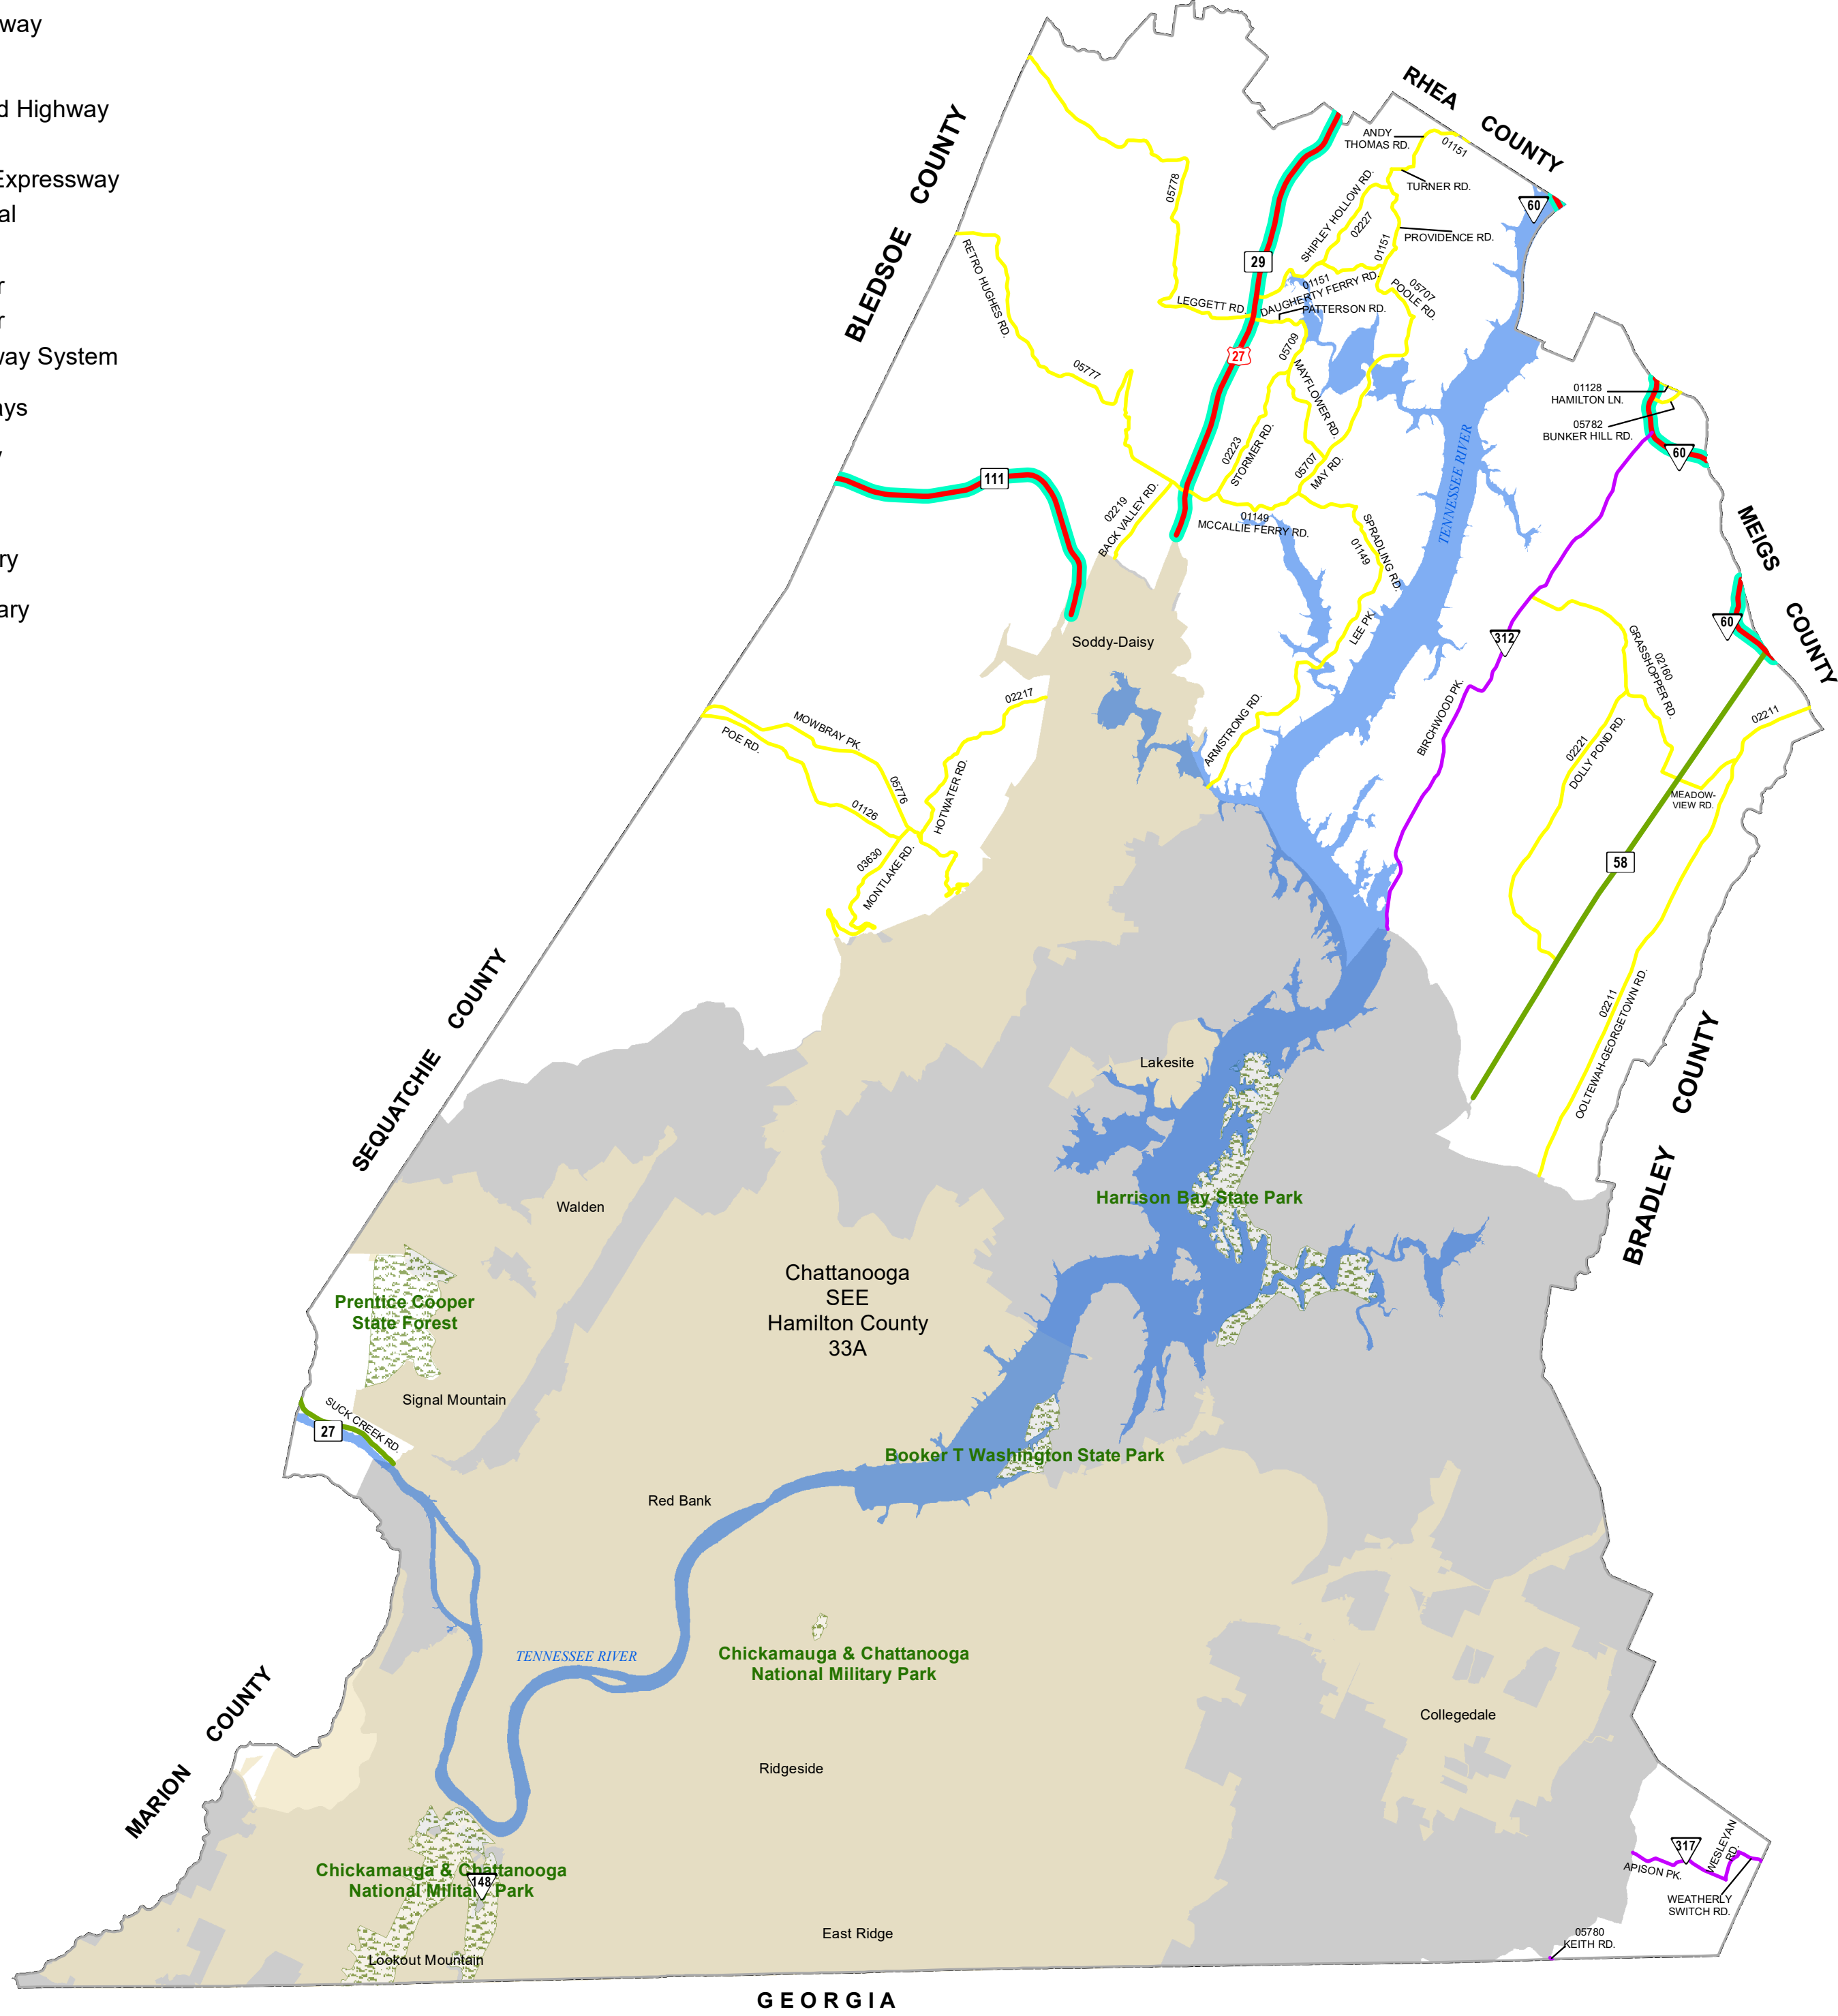 way
d Highway
Expressway
al
r
r
way System
ays
y
ry
ary
RHEA COUNTY
BLEDSOE COUNTY
ANDY
THOMAS RD.
01151
TURNER RD.
SHIPLEY HOLLOW RD.
02227
01151
PROVIDENCE RD.
60
05778
29
RETRO HUGHES RD.
LEGGETT RD.
01151
DAUGHERTY FERRY RD.
PATTERSON RD.
05707
POOLE RD.
27
05709
MAYFLOWER RD.
05777
01128
HAMILTON LN.
05782
BUNKER HILL RD.
60
02223
STORMER RD.
05707
MAY RD.
TENNESSEE RIVER
111
02219
BACK VALLEY RD.
01149
MCCALLIE FERRY RD.
SPRADLING RD.
01149
MEIGS COUNTY
60
LEE PK.
Soddy-Daisy
312
BIRCHWOOD PK.
02160
GRASSHOPPER RD.
02217
MOWBRAY PK.
POE RD.
ARMSTRONG RD.
02211
02221
DOLLY POND RD.
MEADOW-
VIEW RD.
05776
01126
HOTWATER RD.
03630
MONTLAKE RD.
58
SEQUATCHIE COUNTY
02211
OOLTEWAH-GEORGETOWN RD.
BRADLEY COUNTY
Lakesite
Harrison Bay State Park
Walden
Chattanooga
SEE
Hamilton County
33A
Prentice Cooper
State Forest
Signal Mountain
SUCK CREEK RD.
27
Booker T Washington State Park
Red Bank
TENNESSEE RIVER
Chickamauga & Chattanooga
National Military Park
Collegedale
MARION COUNTY
Ridgeside
317
APISON PK.
WESLEYAN
RD.
WEATHERLY
SWITCH RD.
Chickamauga & Chattanooga
National Military Park
148
East Ridge
05780
KEITH RD.
Lookout Mountain
GEORGIA